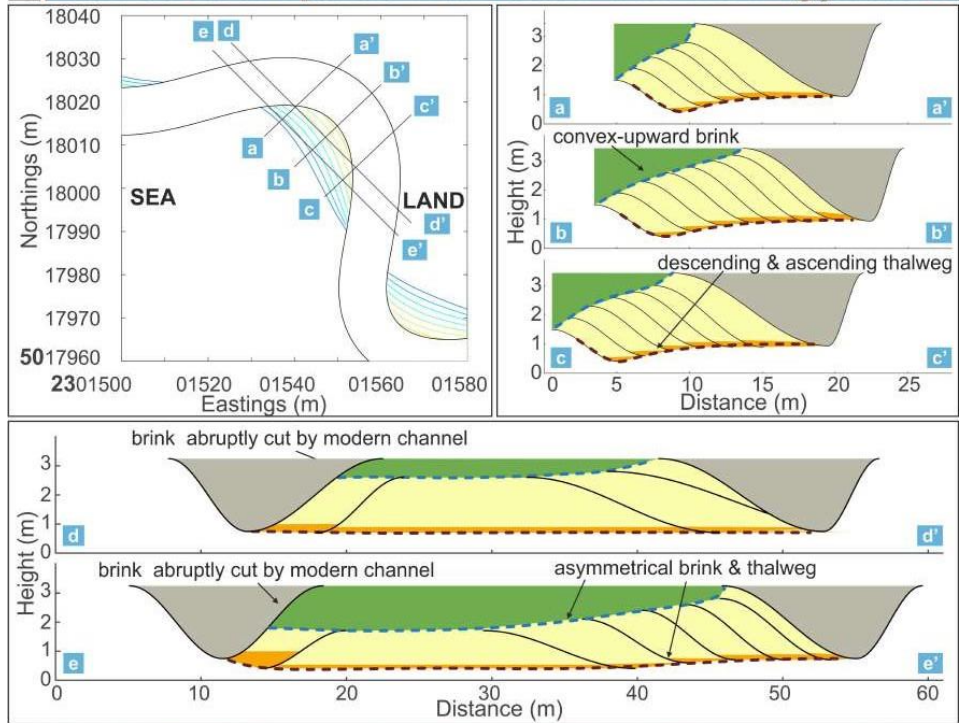 18040
18030
18020
18010
18000
17990
17980
17970
50 17960
Northings (m)
23 01500 01520 01540 01560 01580
Eastings (m)
SEA
LAND
e d
a'
b'
c'
a
b
c
d'
e'
3
2
1
0
a a'
convex-upward brink
3
2
1
0
b b'
Height (m)
descending & ascending thalweg
3
2
1
0
c c'
0 5 10 15 20 25
Distance (m)
brink abruptly cut by modern channel
3
2
1
0
d d'
brink abruptly cut by modern channel
asymmetrical brink & thalweg
Height (m)
3
2
1
0
e e'
0 10 20 30 40 50 60
Distance (m)